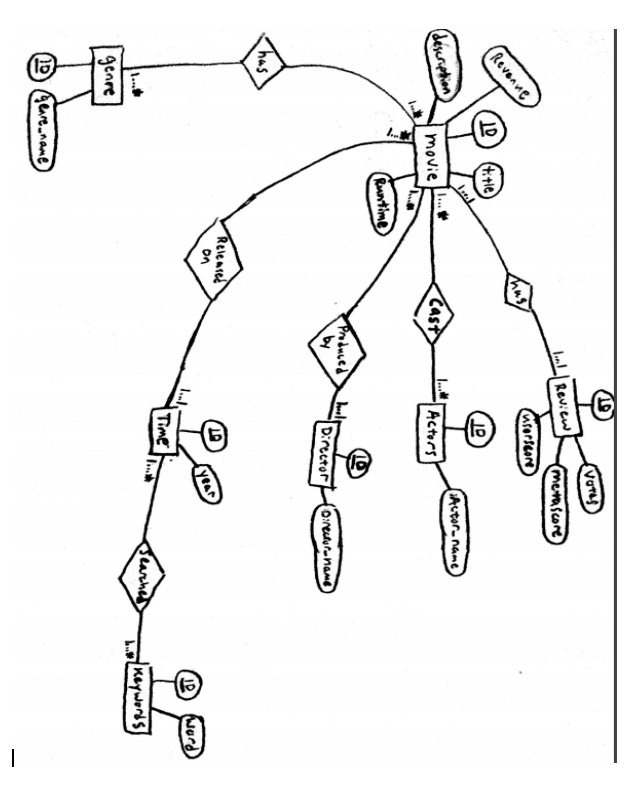 description
Revenue
has
ID
genre
1...*
genre_name
1...*
1...*
ID
movie
title
Runtime
1...*
1...*
1...1
Released
on
has
Cast
Produced
by
1...1
1...1
1...*
1...1
ID
Review
userscore
metascore
Votes
ID
Time
year
1...*
ID
Director
Director_name
ID
Actors
Actor_name
Searched
1...*
ID
Keywords
word